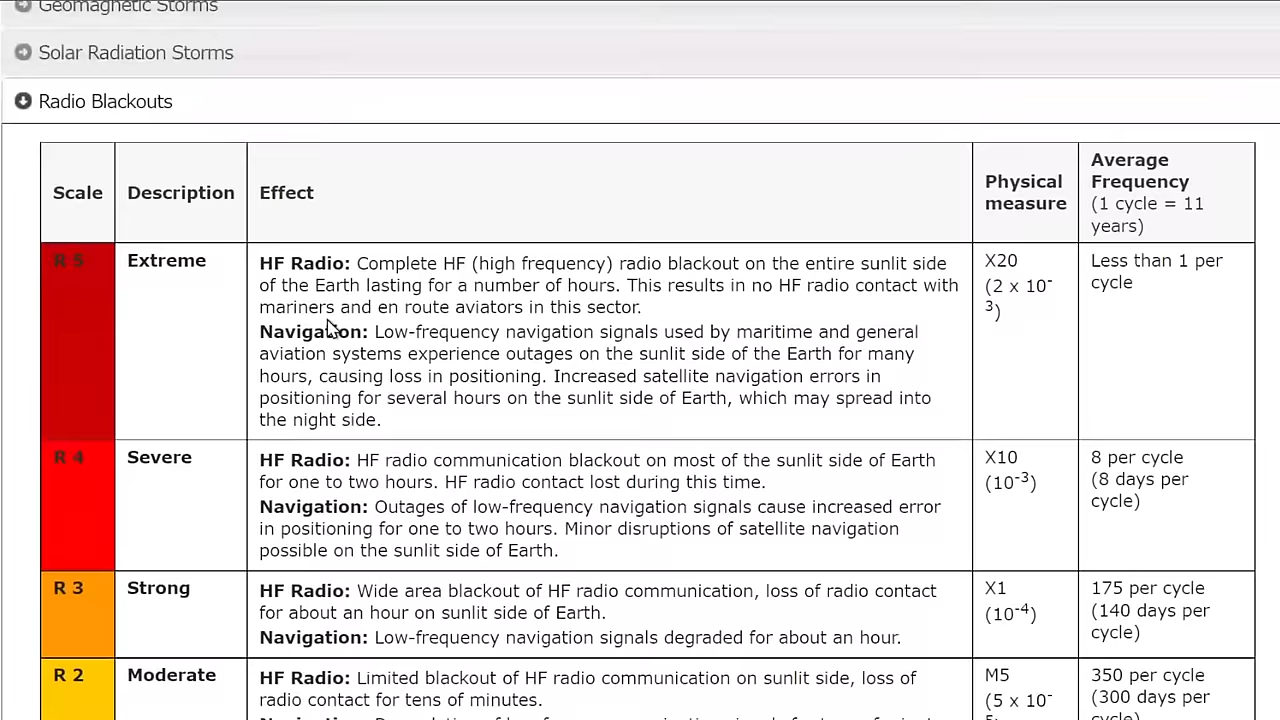 Geomagnetic Storms
Solar Radiation Storms
Radio Blackouts
Scale
Description
Effect
Physical
measure
Average
Frequency
(1 cycle = 11
years)
R 5
Extreme
HF Radio: Complete HF (high frequency) radio blackout on the entire sunlit side
of the Earth lasting for a number of hours. This results in no HF radio contact with
mariners and en route aviators in this sector.
Navigation: Low-frequency navigation signals used by maritime and general
aviation systems experience outages on the sunlit side of the Earth for many
hours, causing loss in positioning. Increased satellite navigation errors in
positioning for several hours on the sunlit side of Earth, which may spread into
the night side.
X20
(2 x 10-
3)
Less than 1 per
cycle
R 4
Severe
HF Radio: HF radio communication blackout on most of the sunlit side of Earth
for one to two hours. HF radio contact lost during this time.
Navigation: Outages of low-frequency navigation signals cause increased error
in positioning for one to two hours. Minor disruptions of satellite navigation
possible on the sunlit side of Earth.
X10
(10-3)
8 per cycle
(8 days per
cycle)
R 3
Strong
HF Radio: Wide area blackout of HF radio communication, loss of radio contact
for about an hour on sunlit side of Earth.
Navigation: Low-frequency navigation signals degraded for about an hour.
X1
(10-4)
175 per cycle
(140 days per
cycle)
R 2
Moderate
HF Radio: Limited blackout of HF radio communication on sunlit side, loss of
radio contact for tens of minutes.
M5
(5 x 10-
350 per cycle
(300 days per
cycle)